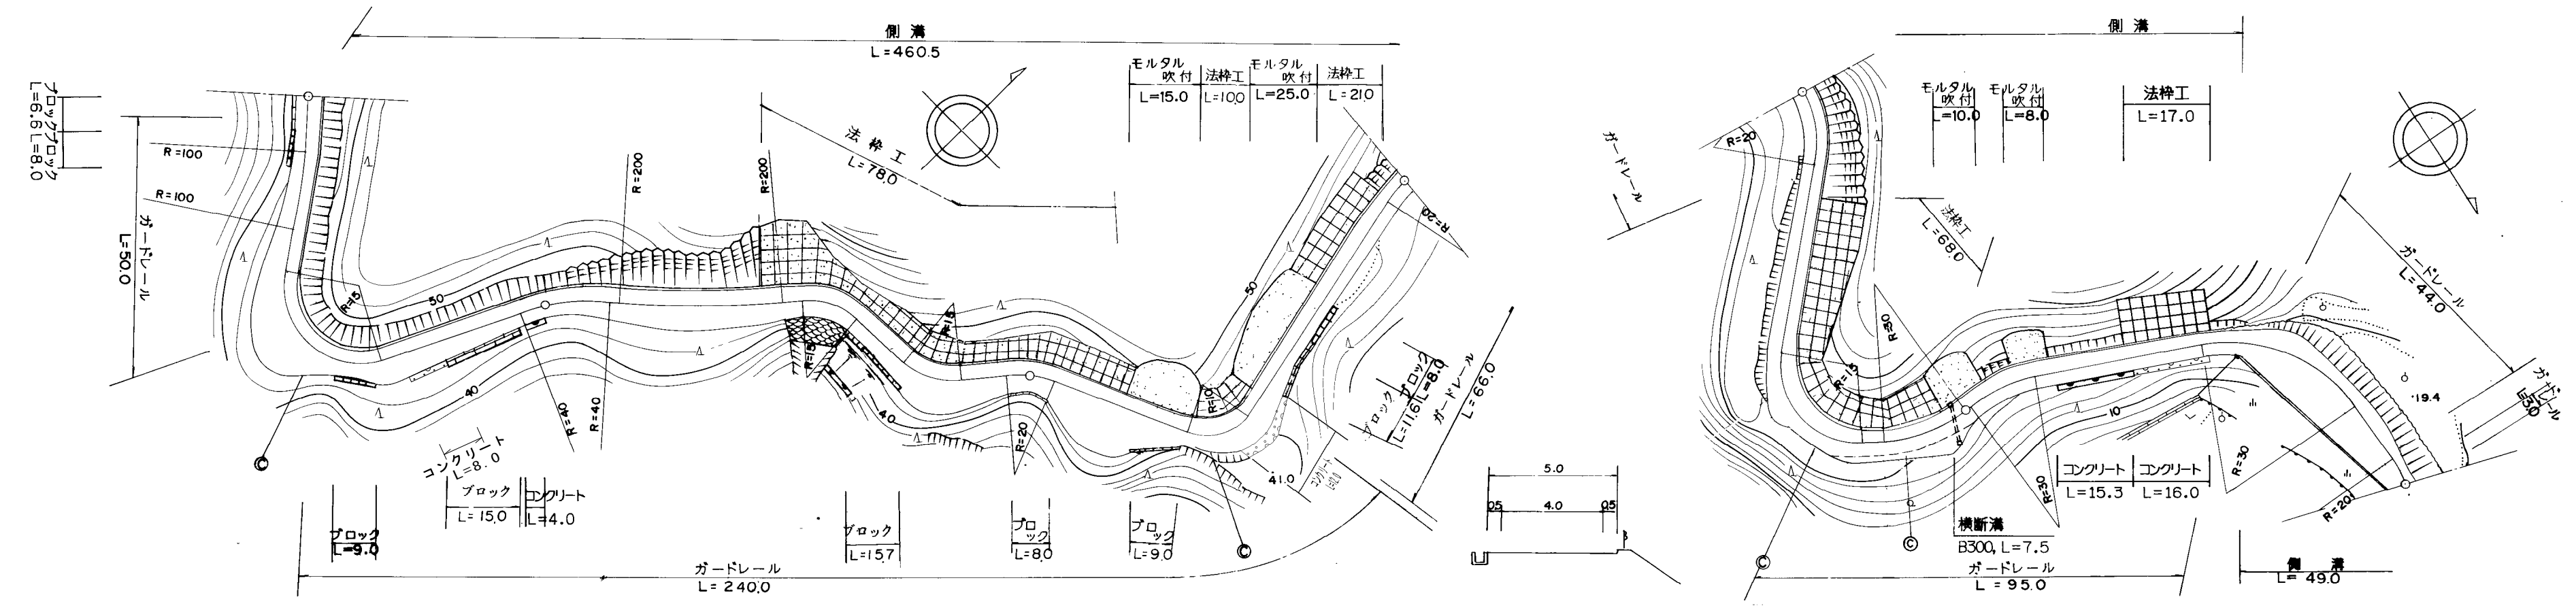 側溝
L=460.5
モルタル
吹付
L=15.0
法枠工
L=10.0
モルタル
吹付
L=25.0
法枠工
L=21.0
ブロック
L=6.6
ブロック
L=8.0
ガードレール
L=50.0
R=100
R=100
R=200
R=200
法枠工
L=78.0
R=20
R=15
50
R=15
50
R=15
R=10
40
40
R=40
R=40
R=20
41.0
コンクリート
L=8.0
ブロック
L=15.0
コンクリート
L=4.0
ブロック
L=9.0
ブロック
L=15.7
ブロック
L=8.0
ブロック
L=9.0
ガードレール
L=240.0
ブロック
L=11.6
ブロック
L=8.0
ガードレール
L=66.0
C
C
5.0
0.5
4.0
0.5
側溝
モルタル
吹付
L=10.0
モルタル
吹付
L=8.0
法枠工
L=17.0
ガードレール
R=20
法枠工
L=68.0
R=30
R=15
ガードレール
L=44.0
ガードレール
19.4
10
R=30
R=30
R=20
コンクリート
L=15.3
コンクリート
L=16.0
横断溝
B300, L=7.5
ガードレール
L=95.0
側溝
L=49.0
C
C